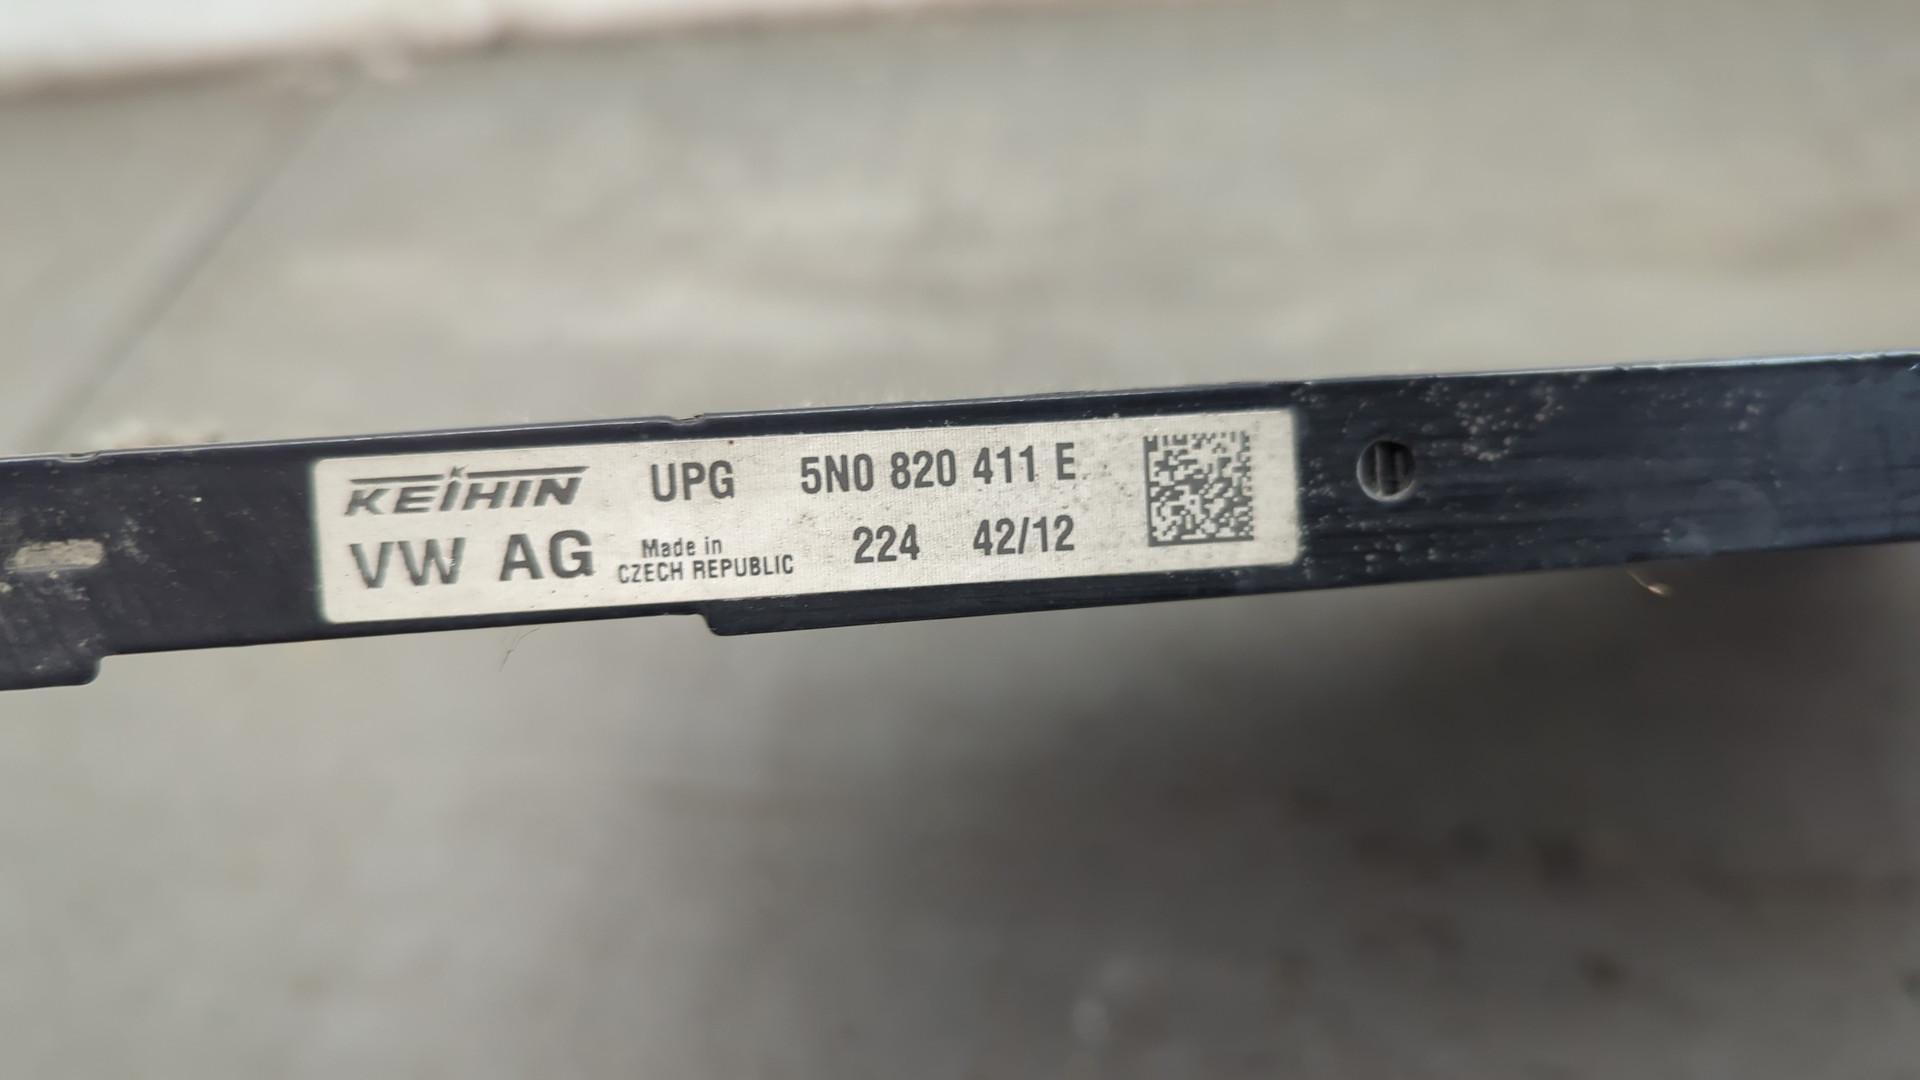 KEIHIN UPG 5N0 820 411 E
VW AG Made in CZECH REPUBLIC 224 42/12